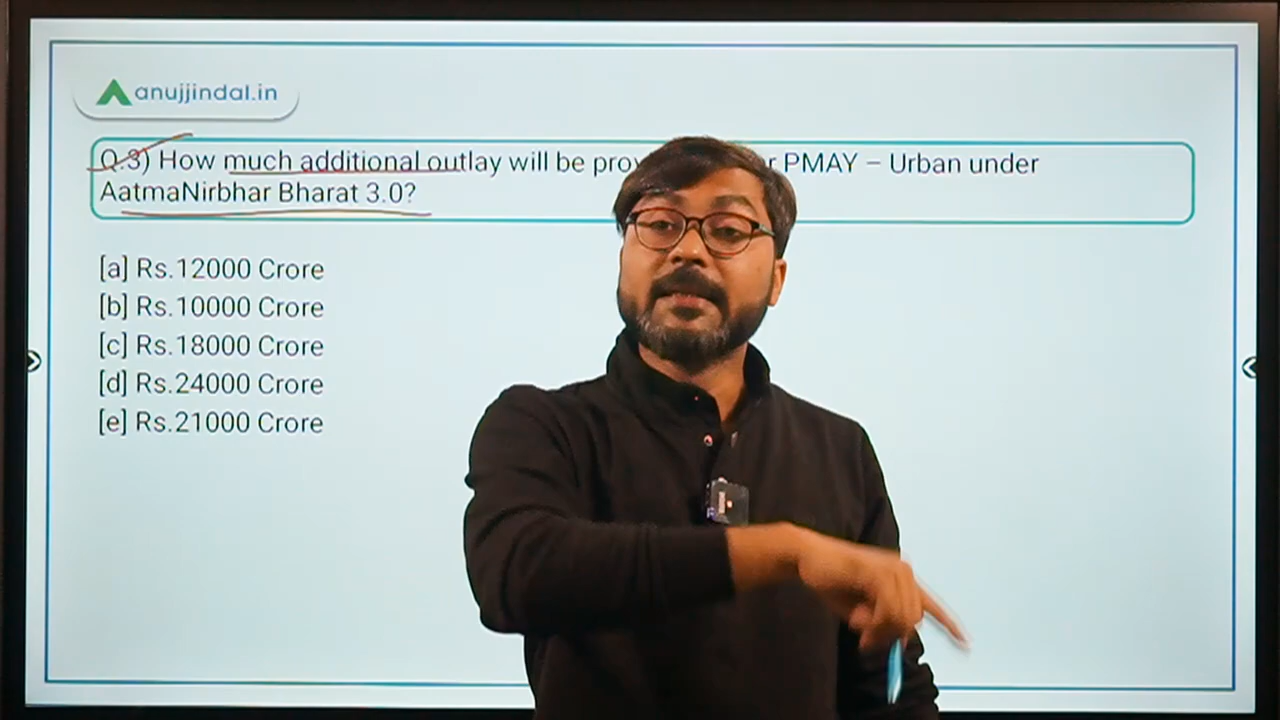 anujjindal.in
Q.3) How much additional outlay will be PMAY – Urban under
AatmaNirbhar Bharat 3.0?
[a] Rs.12000 Crore
[b] Rs.10000 Crore
[c] Rs.18000 Crore
[d] Rs.24000 Crore
[e] Rs.21000 Crore